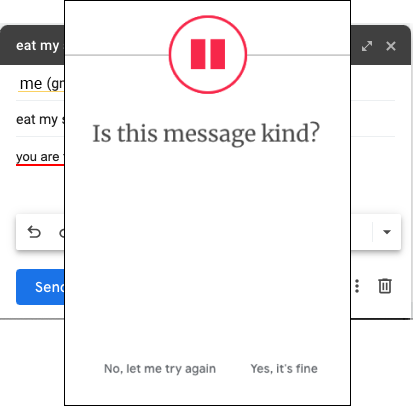 eat my
me (gr
Is this message kind?
eat my s
you are
Send
No, let me try again Yes, it's fine